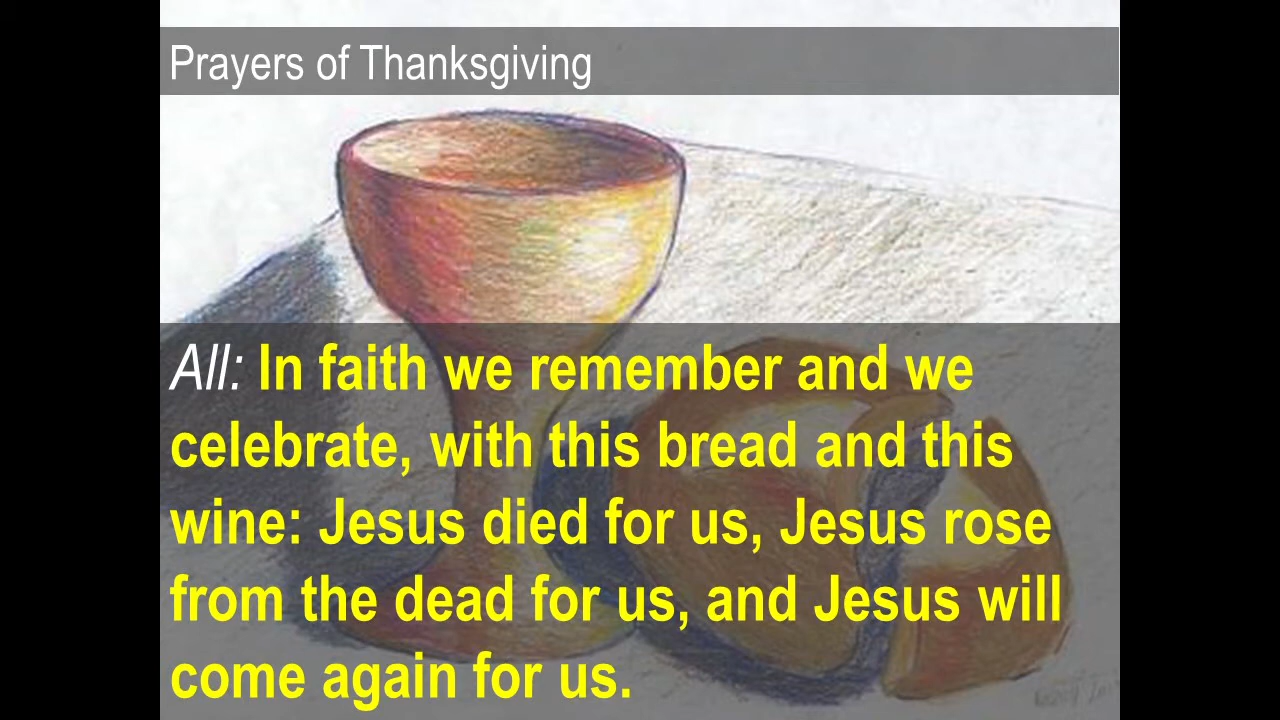 Prayers of Thanksgiving
All: In faith we remember and we
celebrate, with this bread and this
wine: Jesus died for us, Jesus rose
from the dead for us, and Jesus will
come again for us.